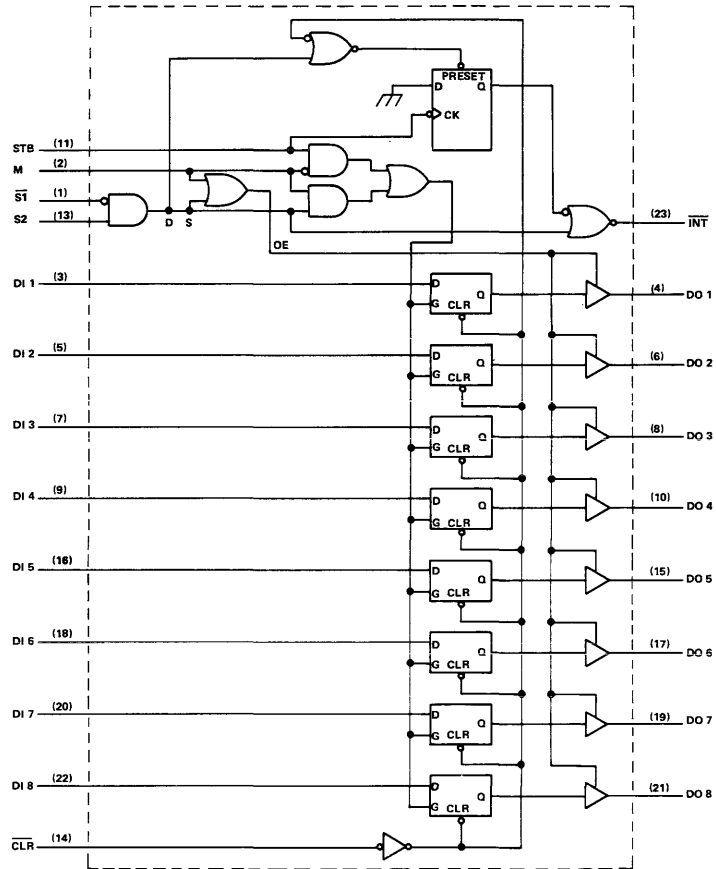 PRESET
D Q
CK
STB (11)
M (2)
S1 (1)
S2 (13)
D S
OE
(23) INT
DI 1 (3)
D
Q
G CLR
(4) DO 1
DI 2 (5)
D
Q
G CLR
(6) DO 2
DI 3 (7)
D
Q
G CLR
(8) DO 3
DI 4 (9)
D
Q
G CLR
(10) DO 4
DI 5 (16)
D
Q
G CLR
(15) DO 5
DI 6 (18)
D
Q
G CLR
(17) DO 6
DI 7 (20)
D
Q
G CLR
(19) DO 7
DI 8 (22)
D
Q
G CLR
(21) DO 8
CLR (14)